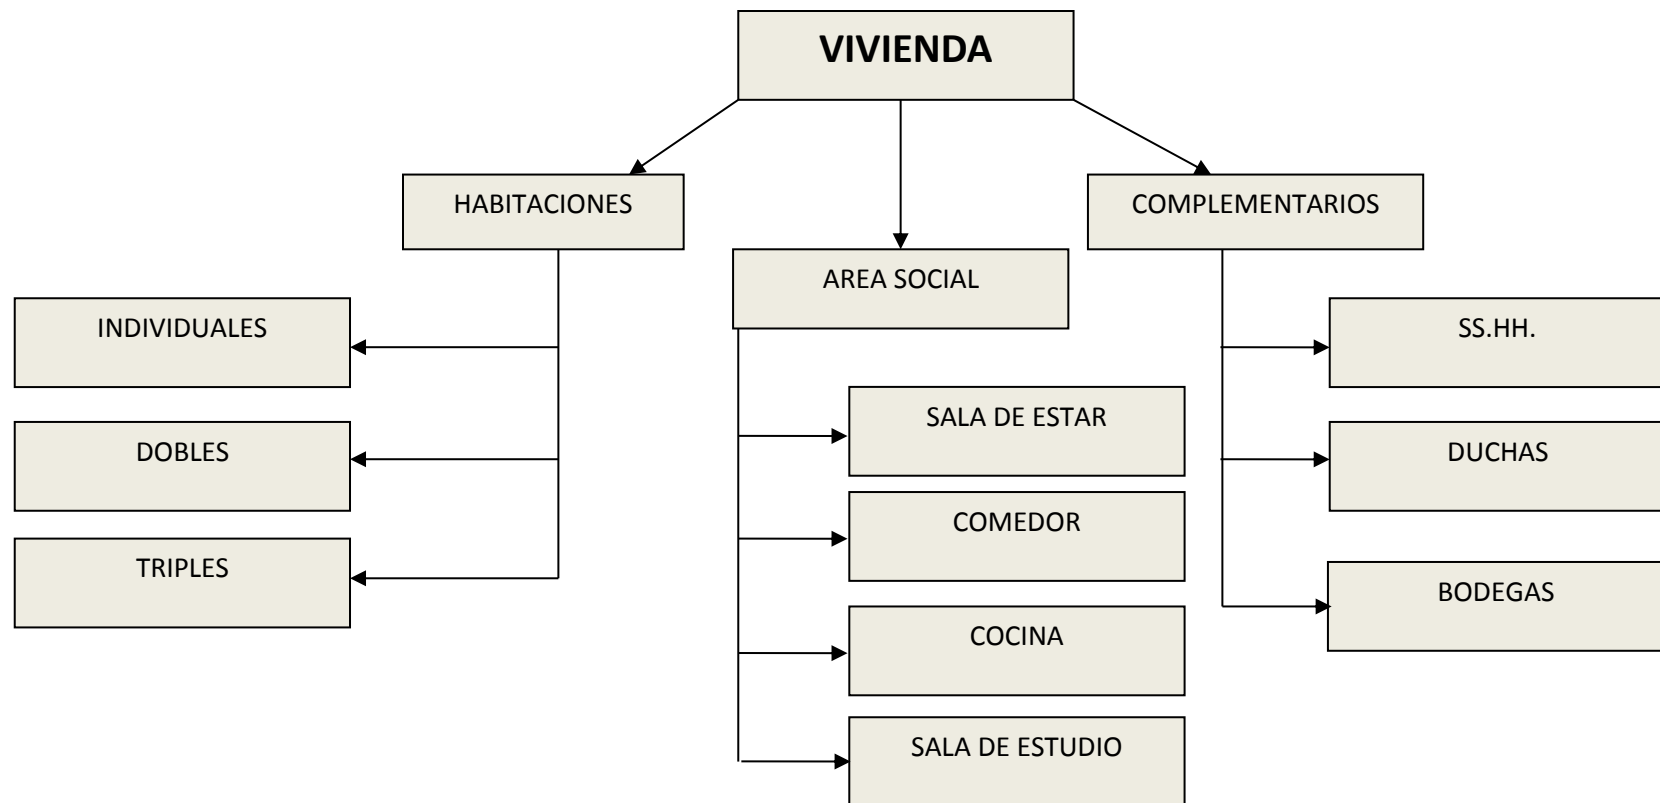 VIVIENDA
HABITACIONES
INDIVIDUALES
DOBLES
TRIPLES
AREA SOCIAL
SALA DE ESTAR
COMEDOR
COCINA
SALA DE ESTUDIO
COMPLEMENTARIOS
SS.HH.
DUCHAS
BODEGAS